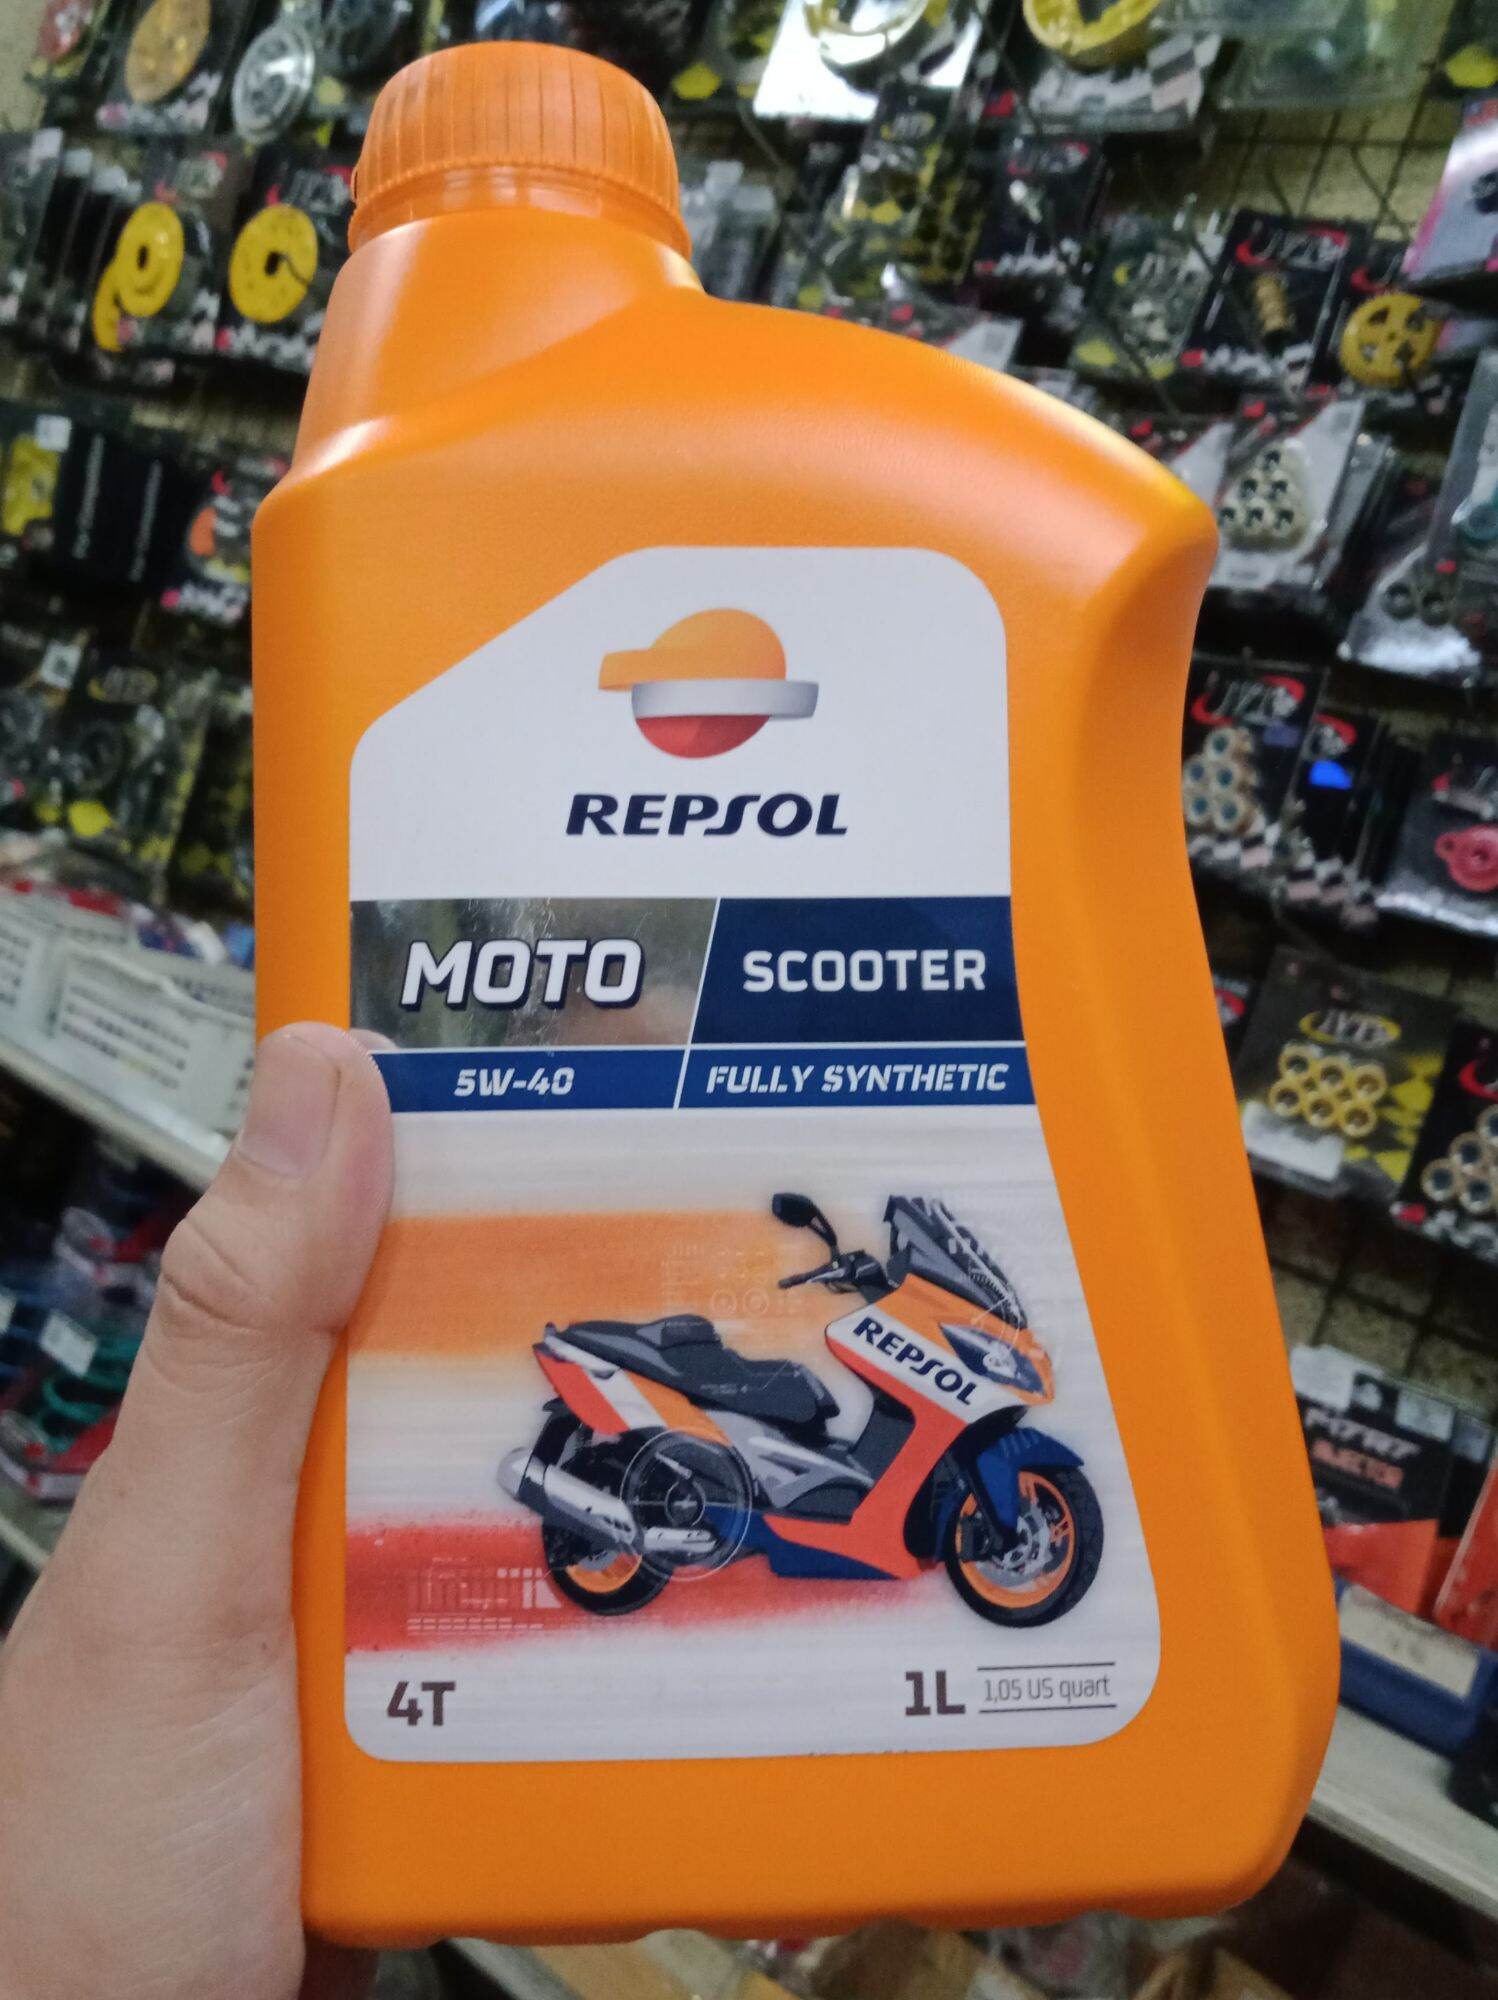 REPSOL
MOTO SCOOTER
5W-40 FULLY SYNTHETIC
REPSOL
4T 1L 1,05 US quart